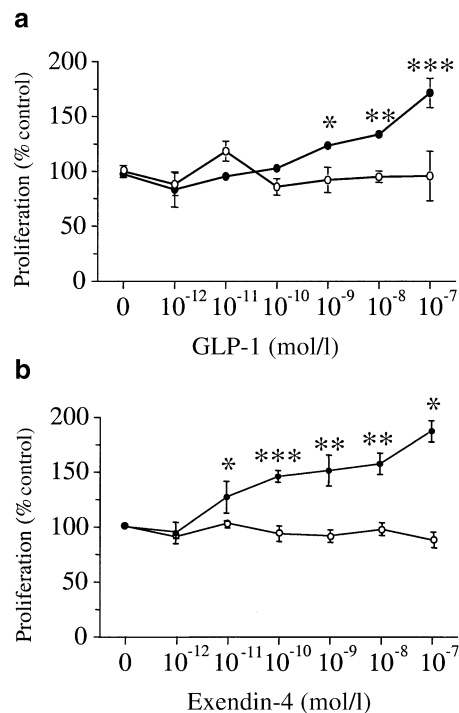 a
200
***
*
**
150
100
50
0
Proliferation (% control)
0 10⁻¹² 10⁻¹¹ 10⁻¹⁰ 10⁻⁹ 10⁻⁸ 10⁻⁷
GLP-1 (mol/l)
b
200
*
*
***
**
**
150
100
50
0
Proliferation (% control)
0 10⁻¹² 10⁻¹¹ 10⁻¹⁰ 10⁻⁹ 10⁻⁸ 10⁻⁷
Exendin-4 (mol/l)